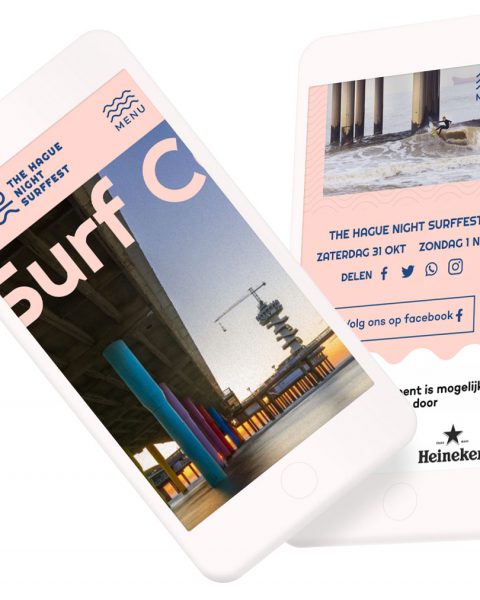 MENU
THE HAGUE
NIGHT
SURFFEST
Surf C
THE HAGUE NIGHT SURFFEST
ZATERDAG 31 OKT ZONDAG 1 N
DELEN
Volg ons op facebook
ent is mogelijk
door
Heineken